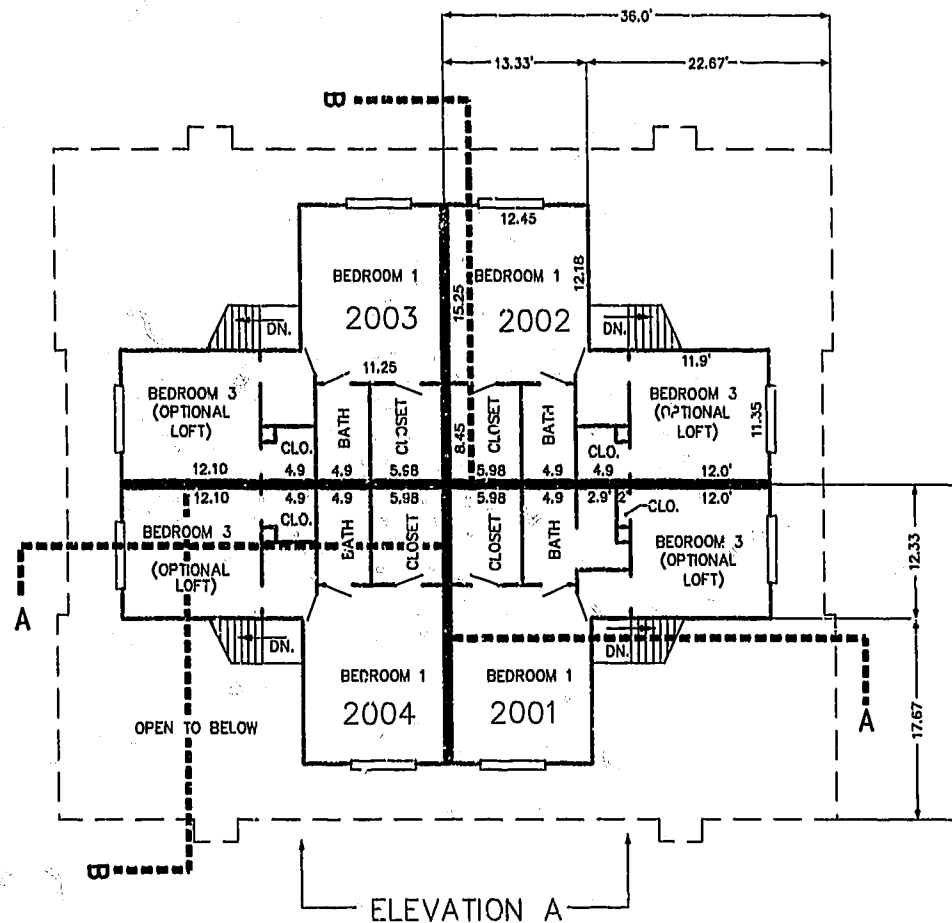 36.0'
13.33'
22.67'
B
12.45
BEDROOM 1
BEDROOM 1
15.25
12.18
2003
2002
DN.
DN.
11.25
11.9'
BEDROOM 3
(OPTIONAL
LOFT)
BATH
CLOSET
CLOSET
BATH
BEDROOM 3
(OPTIONAL
LOFT)
11.35
CLO.
8.45
CLO.
12.10
4.9
4.9
5.68
5.98
4.9
4.9
12.0'
12.10
4.9
4.9
5.98
5.98
4.9
2.9'
2'
12.0'
CLO.
CLO.
BEDROOM 3
(OPTIONAL
LOFT)
BATH
CLOSET
CLOSET
BATH
BEDROOM 3
(OPTIONAL
LOFT)
12.33
A
DN.
DN.
BEDROOM 1
BEDROOM 1
2004
2001
A
OPEN TO BELOW
17.67
B
ELEVATION A